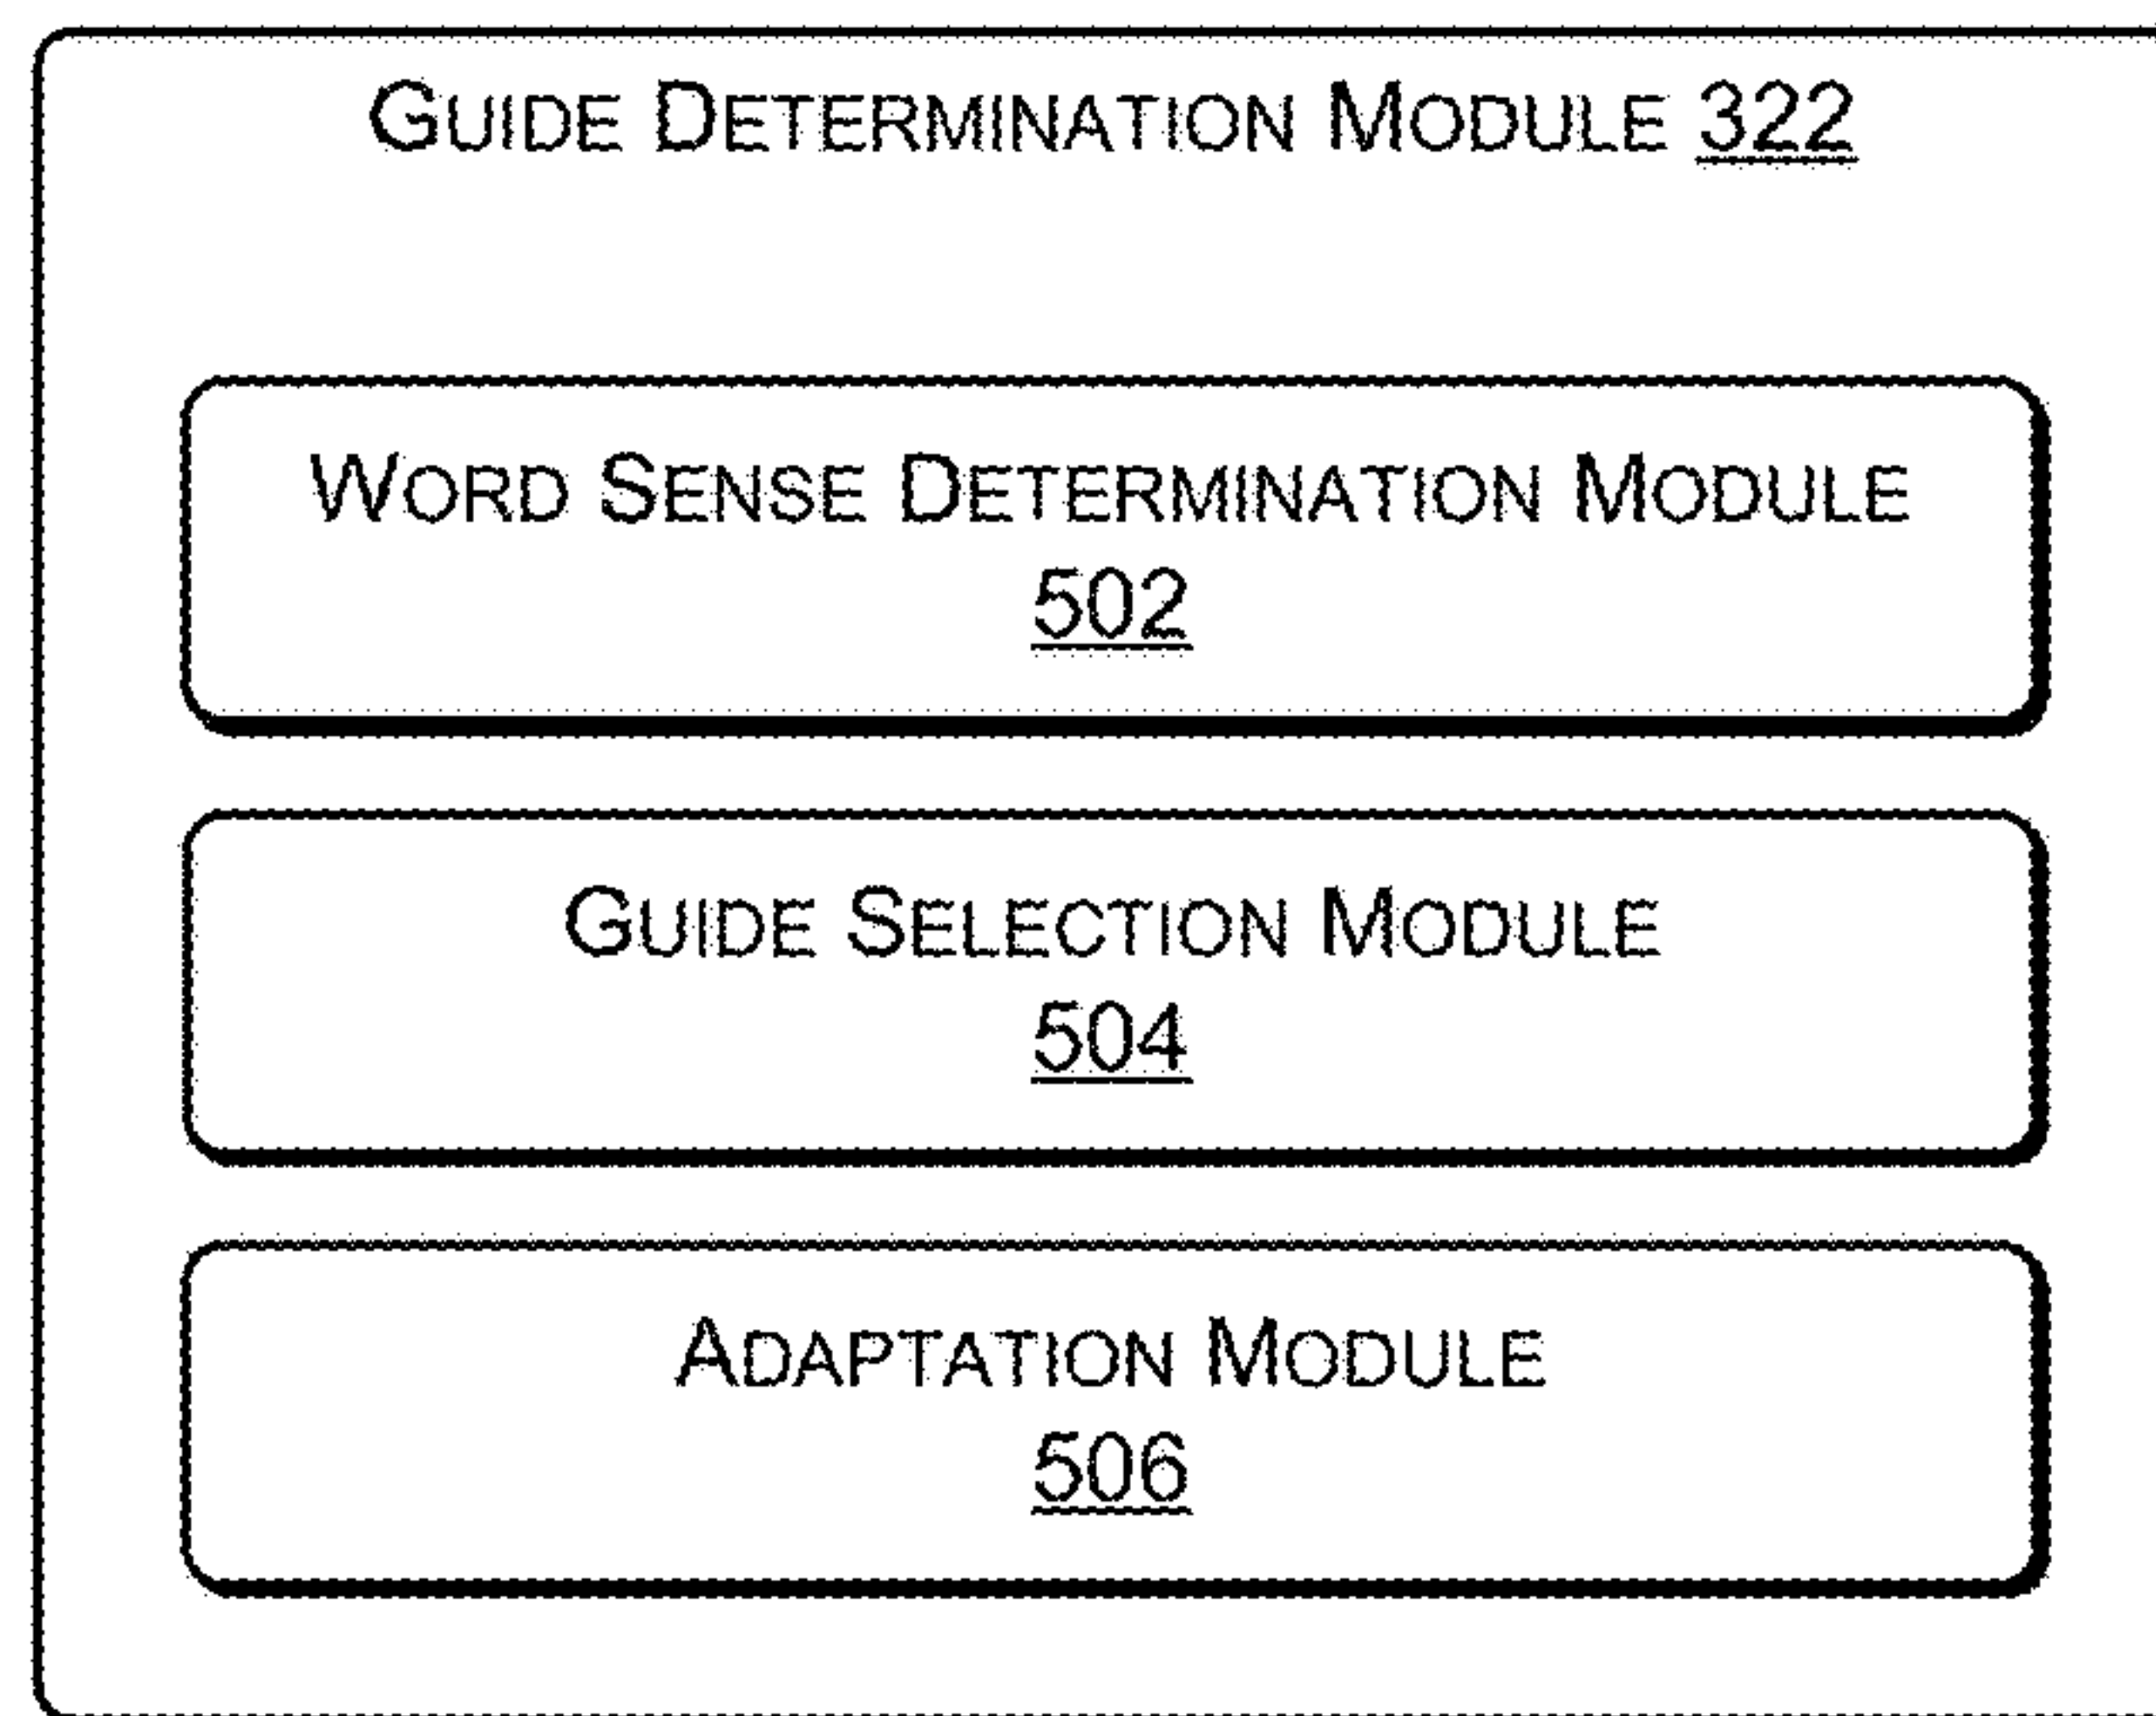 GUIDE DETERMINATION MODULE 322
WORD SENSE DETERMINATION MODULE
502
GUIDE SELECTION MODULE
504
ADAPTATION MODULE
506